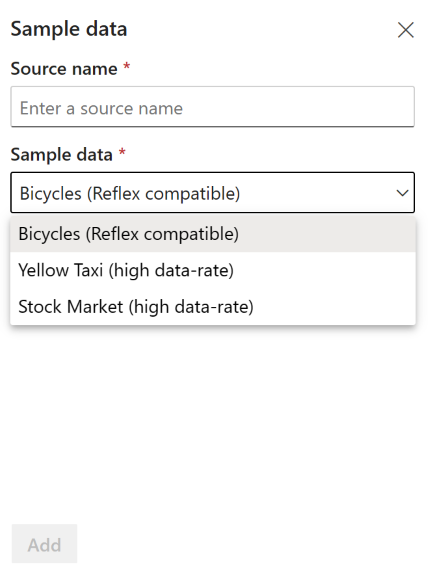 Sample data
Source name *
Enter a source name
Sample data *
Bicycles (Reflex compatible)
Bicycles (Reflex compatible)
Yellow Taxi (high data-rate)
Stock Market (high data-rate)
Add